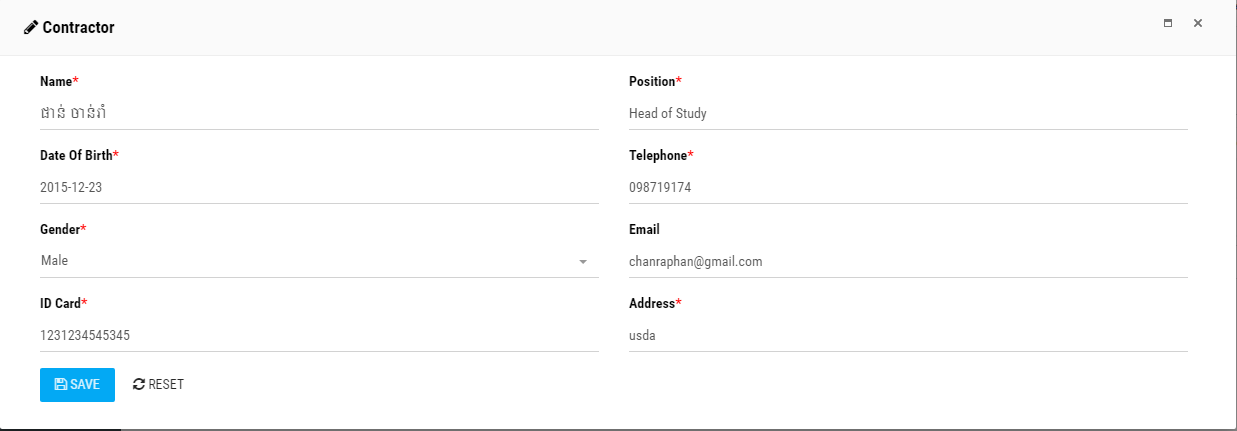 Contractor
Name* Position*
ផាន់ ចាន់រ៉ាំ Head of Study
Date Of Birth* Telephone*
2015-12-23 098719174
Gender* Email
Male chanraphan@gmail.com
ID Card* Address*
1231234545345 usda
SAVE RESET